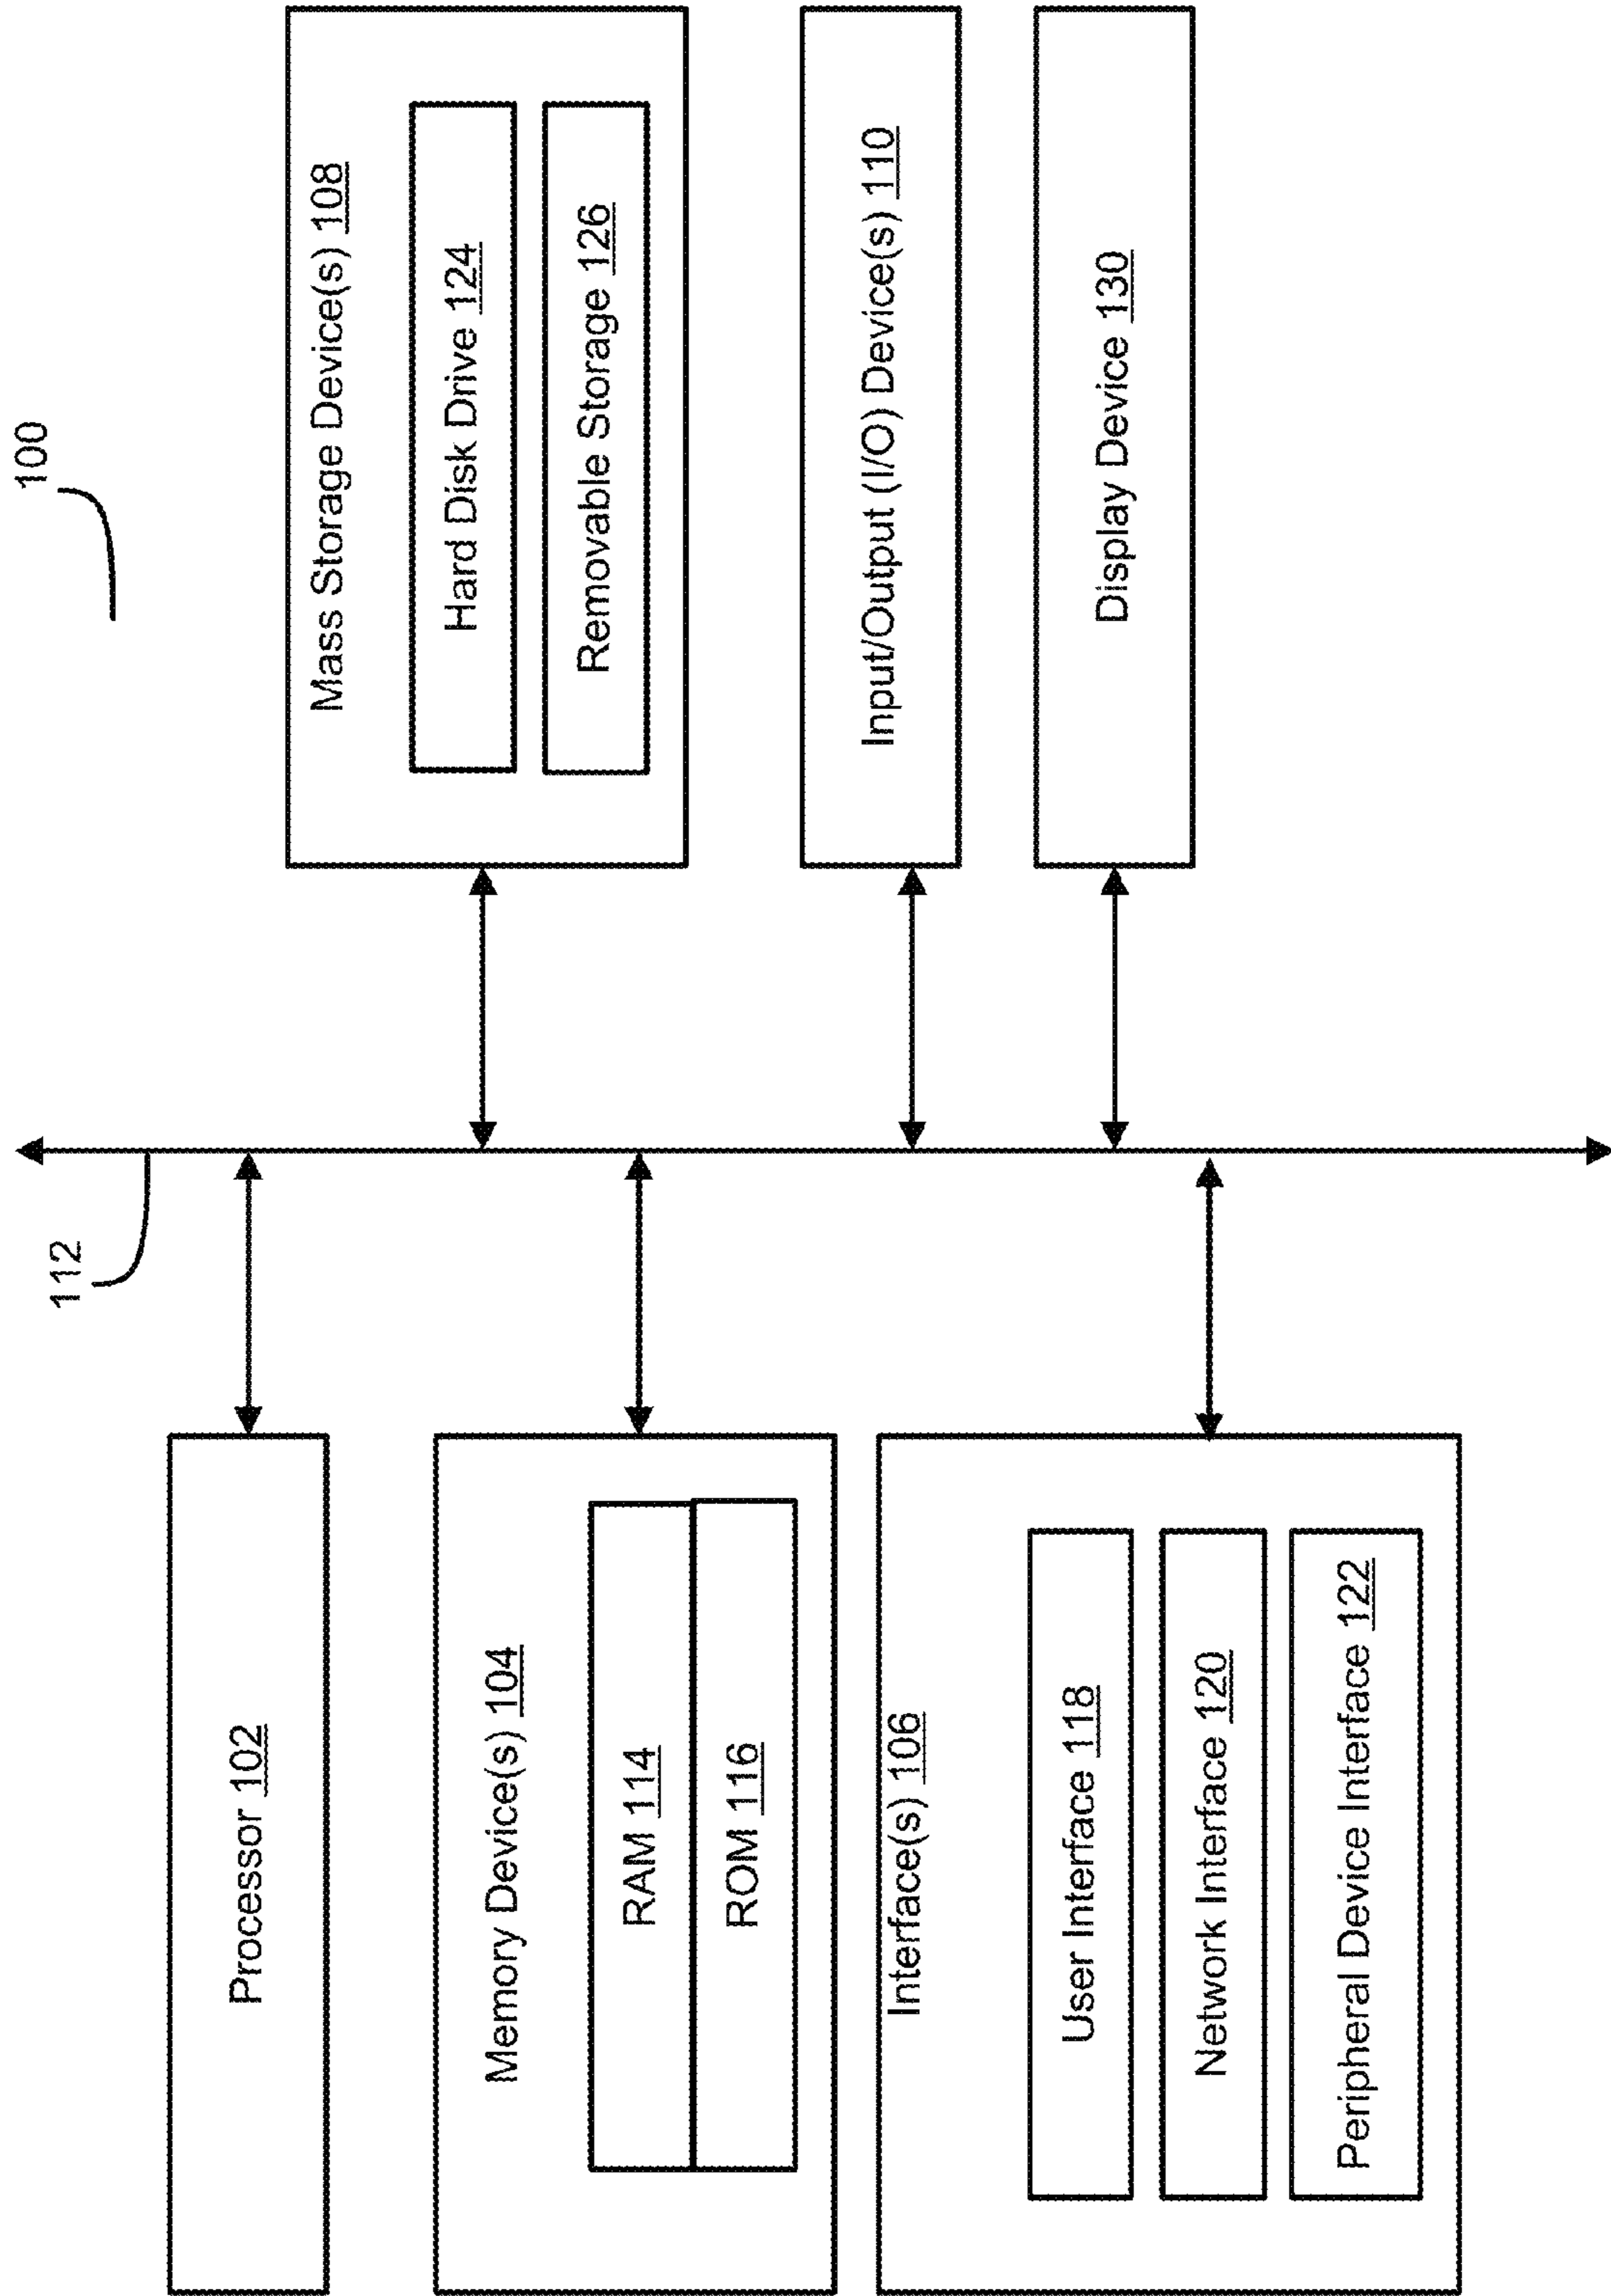 100
112
Processor 102
Memory Device(s) 104
RAM 114
ROM 116
Interface(s) 106
User Interface 118
Network Interface 120
Peripheral Device Interface 122
Mass Storage Device(s) 108
Hard Disk Drive 124
Removable Storage 126
Input/Output (I/O) Device(s) 110
Display Device 130